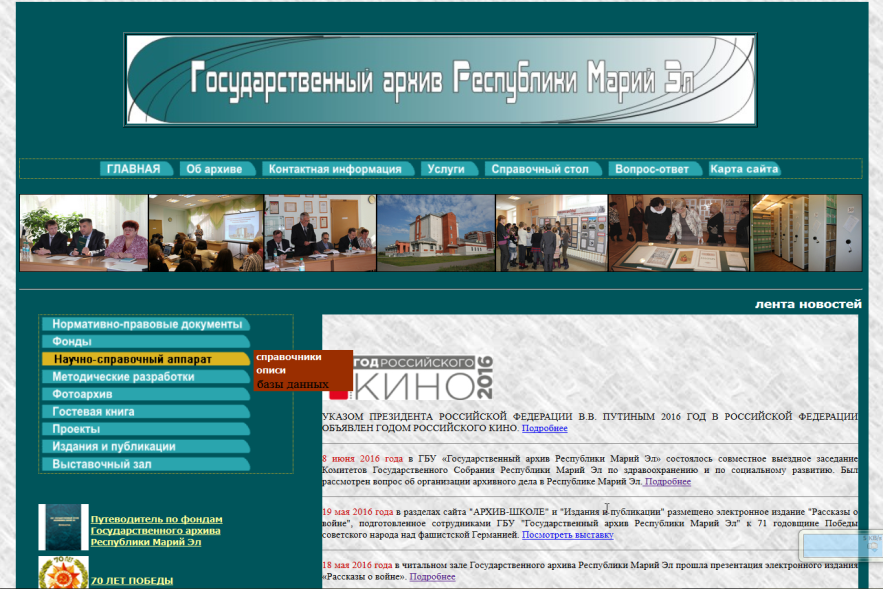 Государственный архив Республики Марий Эл
ГЛАВНАЯ Об архиве Контактная информация Услуги Справочный стол Вопрос-ответ Карта сайта
лента новостей
Нормативно-правовые документы
Фонды
Научно-справочный аппарат
Методические разработки
Фотоархив
Гостевая книга
Проекты
Издания и публикации
Выставочный зал
справочники
описи
базы данных
Путеводитель по фондам
Государственного архива
Республики Марий Эл
70 ЛЕТ ПОБЕДЫ
ГОД РОССИЙСКОГО
КИНО 2016
УКАЗОМ ПРЕЗИДЕНТА РОССИЙСКОЙ ФЕДЕРАЦИИ В.В. ПУТИНЫМ 2016 ГОД В РОССИЙСКОЙ ФЕДЕРАЦИИ
ОБЪЯВЛЕН ГОДОМ РОССИЙСКОГО КИНО. Подробнее
8 июня 2016 года в ГБУ «Государственный архив Республики Марий Эл» состоялось совместное выездное заседание
Комитетов Государственного Собрания Республики Марий Эл по здравоохранению и по социальному развитию. Был
рассмотрен вопрос об организации архивного дела в Республике Марий Эл. Подробнее
19 мая 2016 года в разделах сайта "АРХИВ-ШКОЛЕ" и "Издания и публикации" размещено электронное издание "Рассказы о
войне", подготовленное сотрудниками ГБУ "Государственный архив Республики Марий Эл" к 71 годовщине Победы
советского народа над фашистской Германией. Посмотреть выставку
18 мая 2016 года в читальном зале Государственного архива Республики Марий Эл прошла презентация электронного издания
«Рассказы о войне». Подробнее